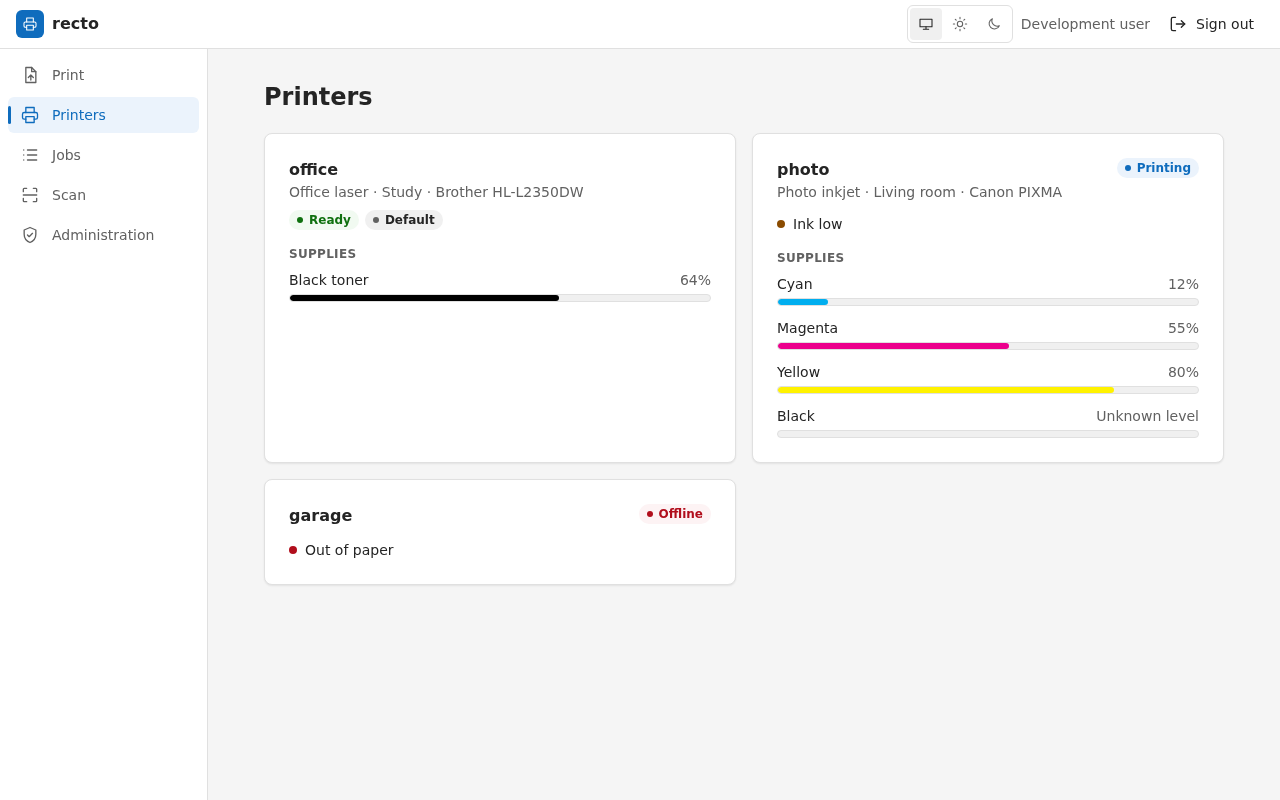 recto
Development user
Sign out
Print
Printers
Jobs
Scan
Administration
Printers
office
Office laser · Study · Brother HL-L2350DW
Ready
Default
SUPPLIES
Black toner 64%
photo
Printing
Photo inkjet · Living room · Canon PIXMA
Ink low
SUPPLIES
Cyan 12%
Magenta 55%
Yellow 80%
Black Unknown level
garage
Offline
Out of paper